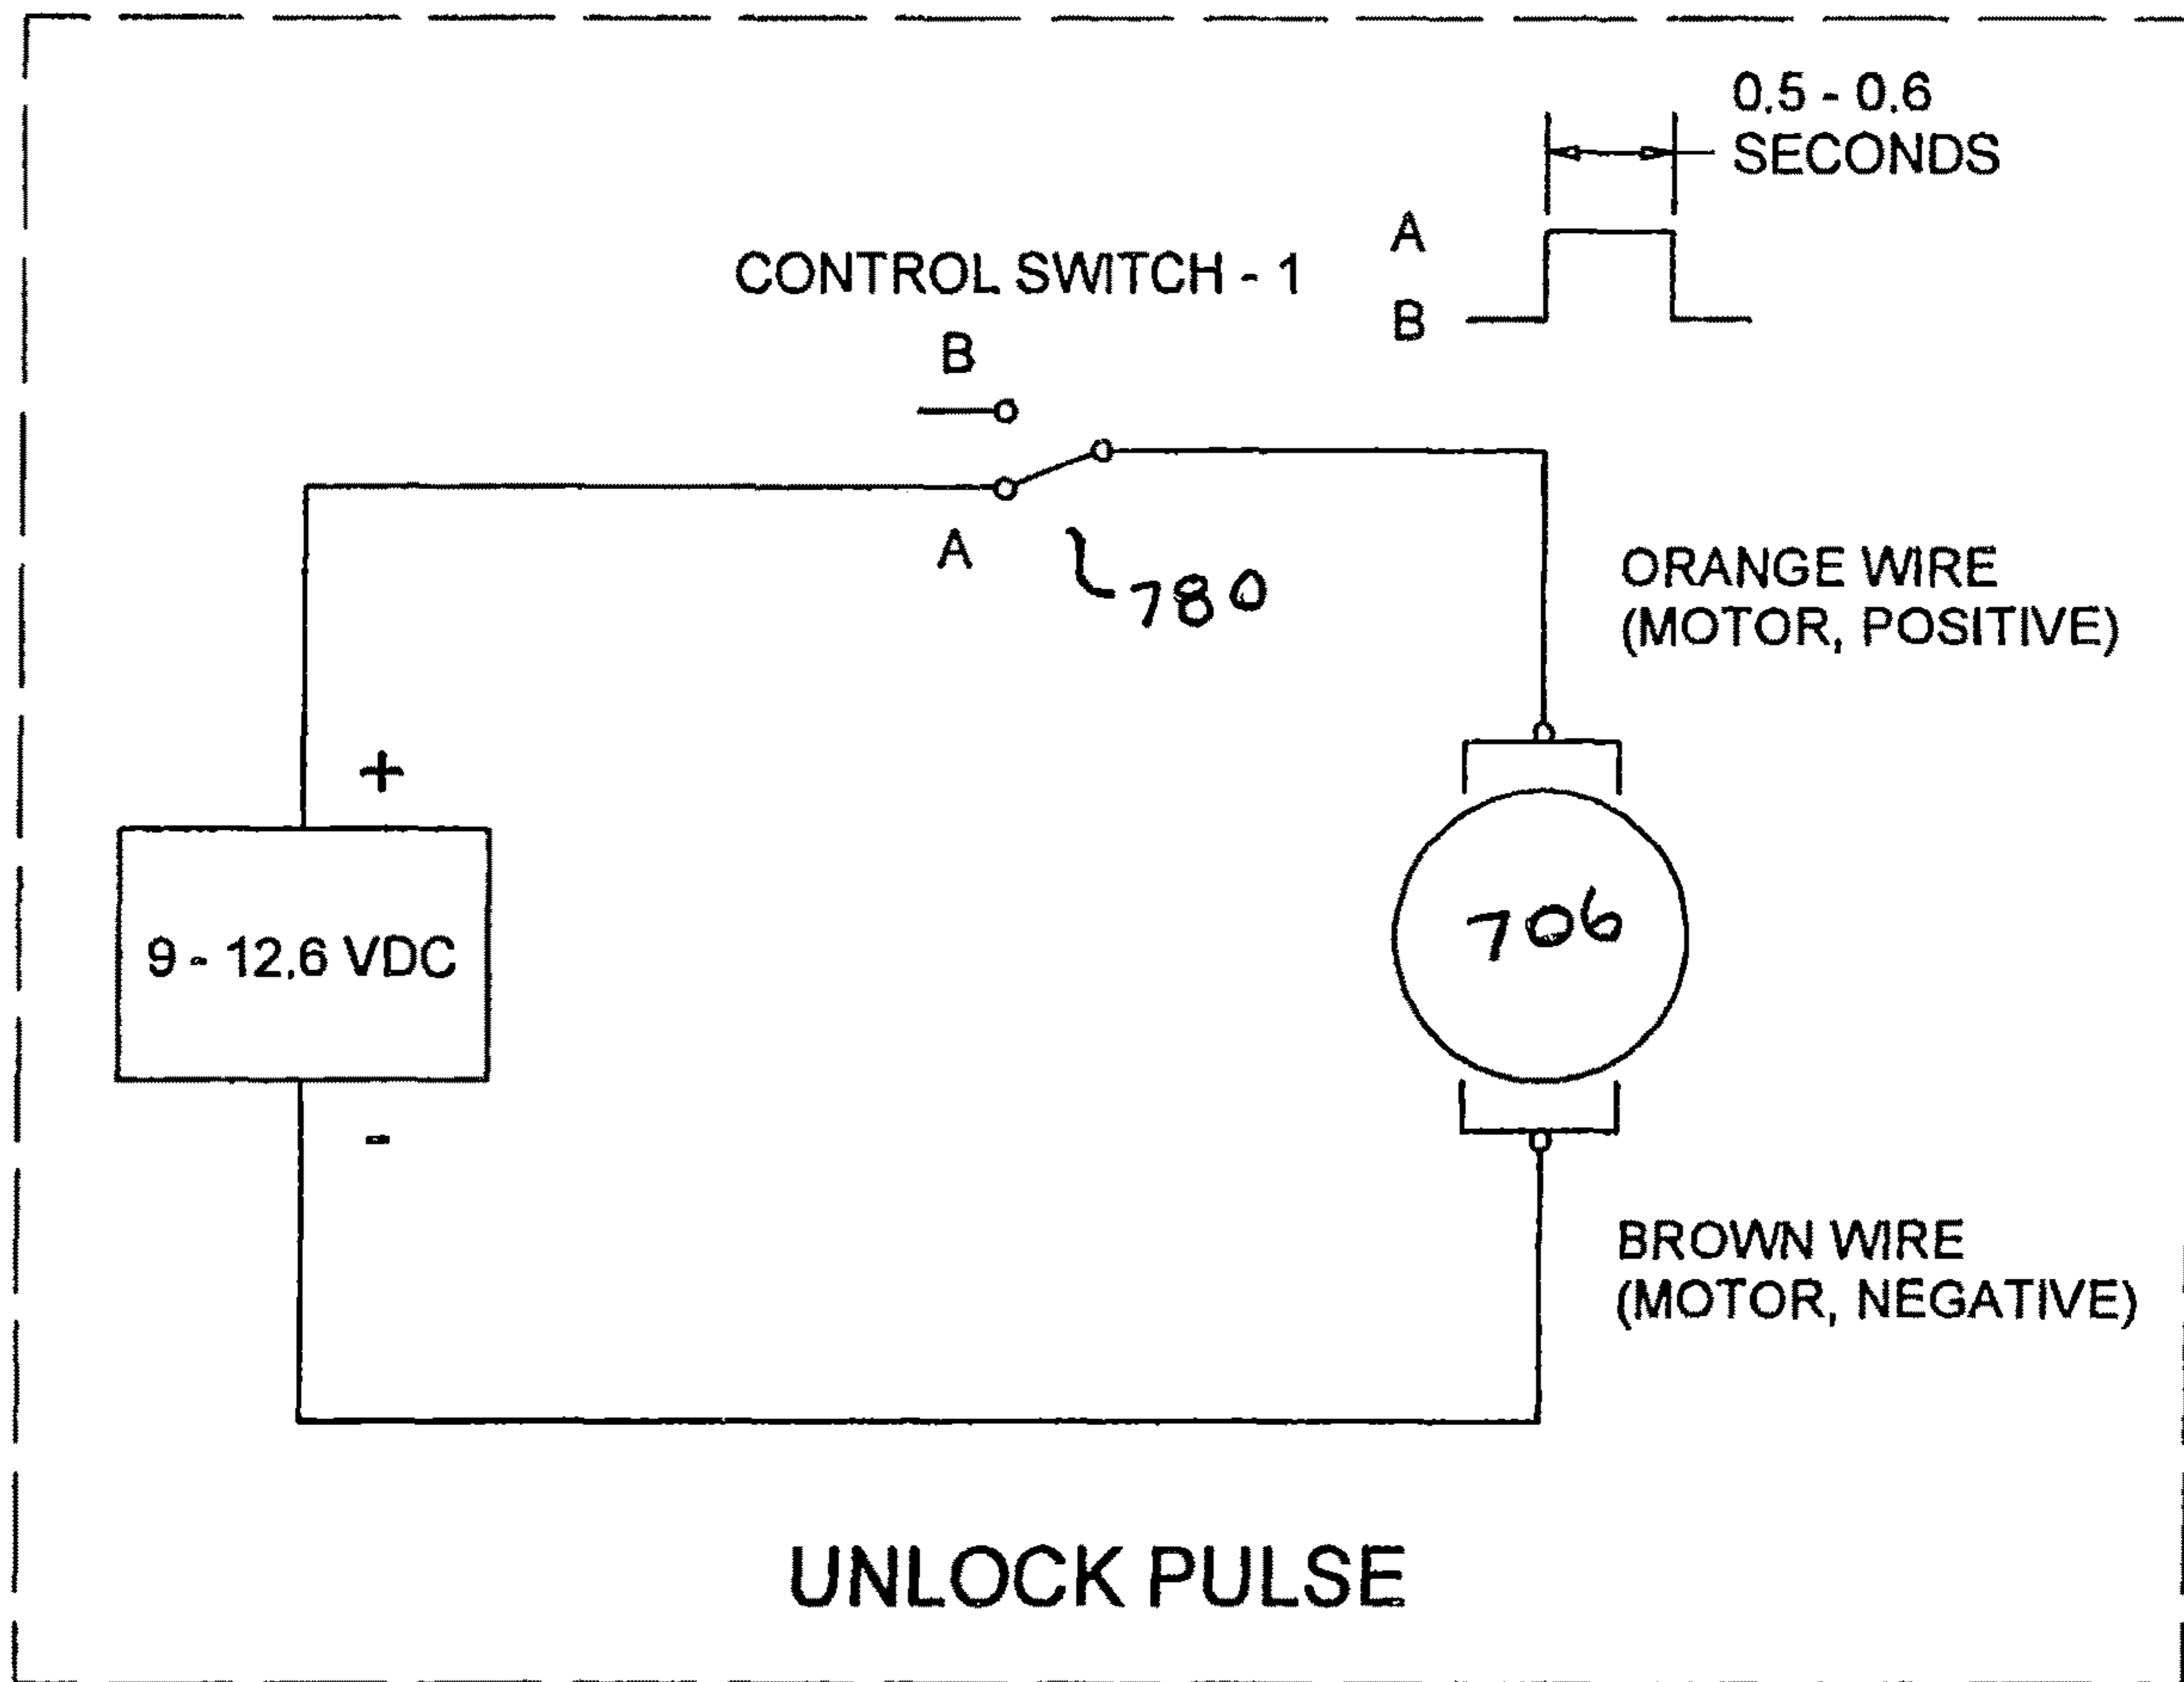 0.5 - 0.6
SECONDS
A
B
CONTROL SWITCH - 1
B
A
780
ORANGE WIRE
(MOTOR, POSITIVE)
+
9 - 12.6 VDC
-
706
BROWN WIRE
(MOTOR, NEGATIVE)
UNLOCK PULSE